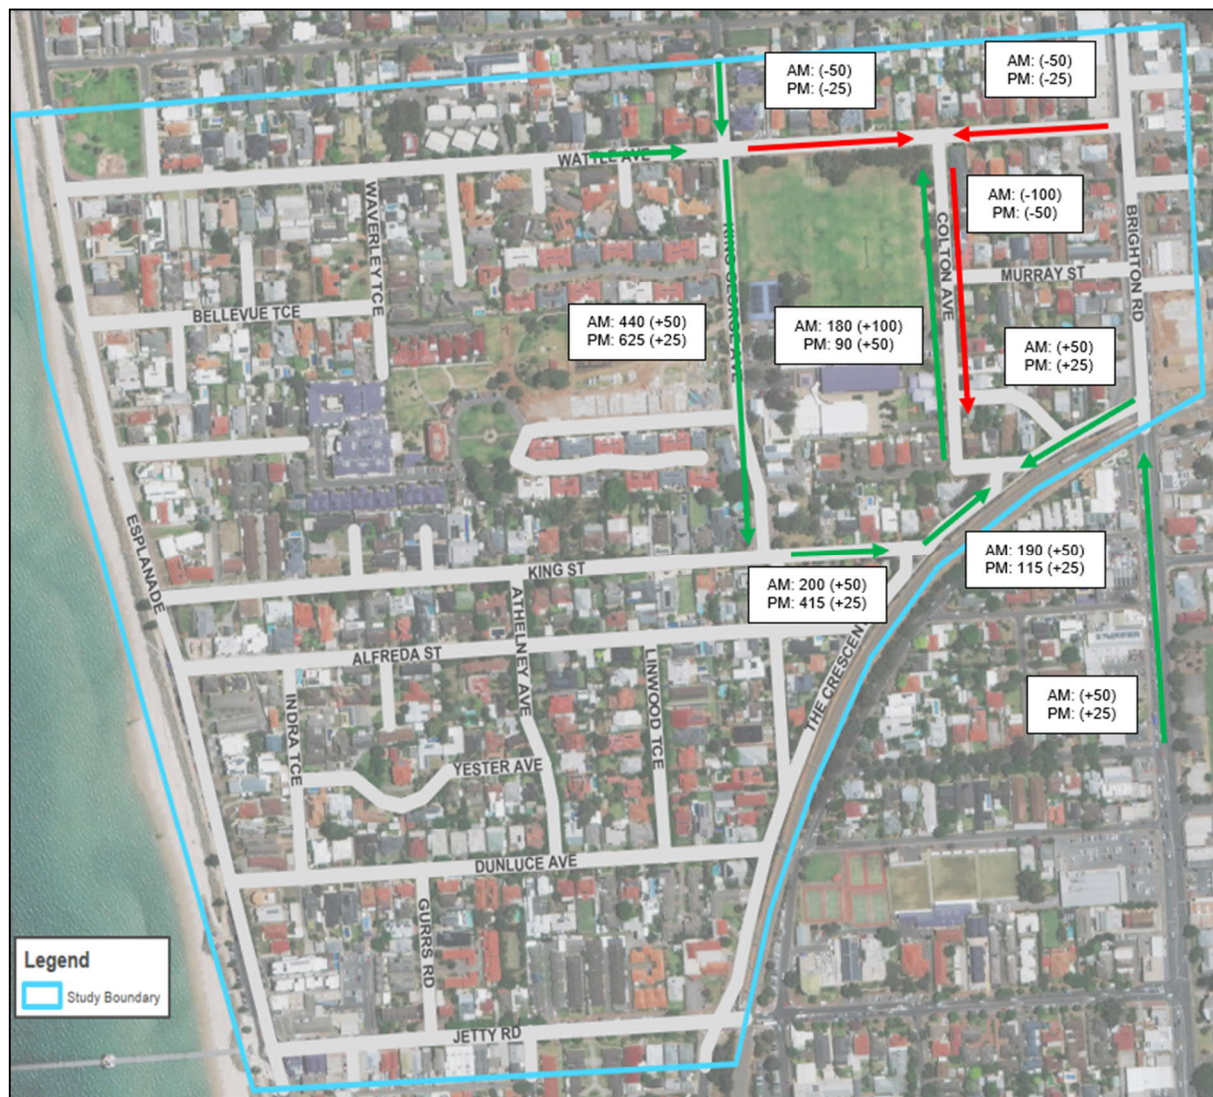 AM: (-50)
PM: (-25)
AM: (-50)
PM: (-25)
WATTLE AVE
WAVERLEY TCE
AM: (-100)
PM: (-50)
KING GEORGE AVE
COLTON AVE
BRIGHTON RD
MURRAY ST
BELLEVUE TCE
AM: 440 (+50)
PM: 625 (+25)
AM: 180 (+100)
PM: 90 (+50)
AM: (+50)
PM: (+25)
ESPLANADE
KING ST
AM: 190 (+50)
PM: 115 (+25)
AM: 200 (+50)
PM: 415 (+25)
ATHELNEY AVE
ALFREDA ST
LINWOOD TCE
THE CRESCENT
INDRA TCE
AM: (+50)
PM: (+25)
YESTER AVE
DUNLUCE AVE
GURRS RD
Legend
Study Boundary
JETTY RD